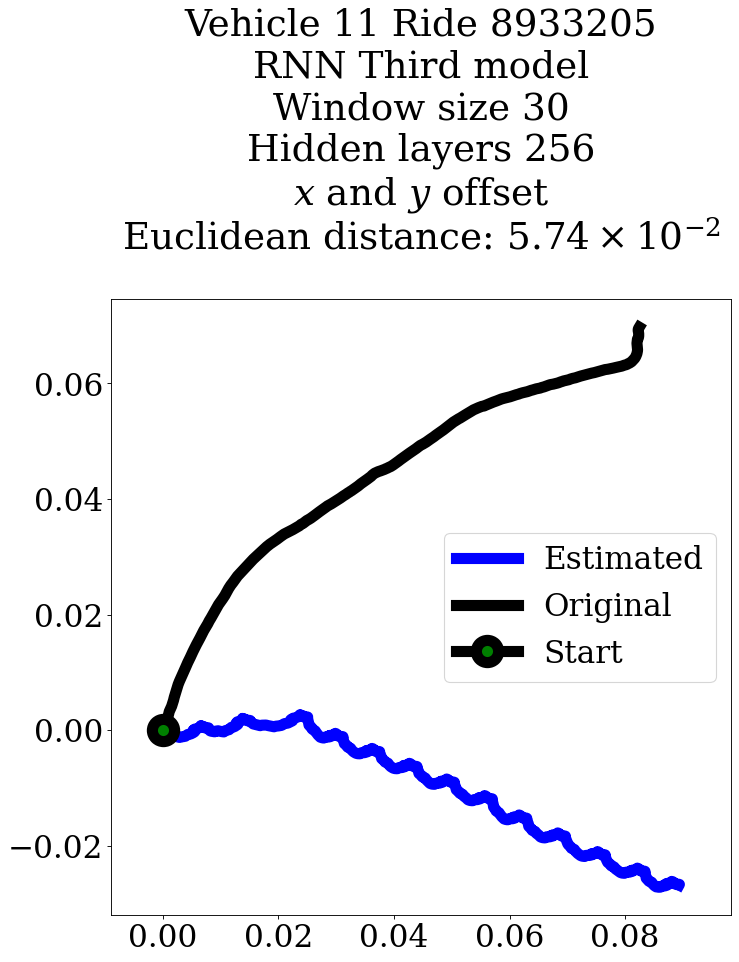 Vehicle 11 Ride 8933205
RNN Third model
Window size 30
Hidden layers 256
x and y offset
Euclidean distance: 5.74 × 10⁻²
0.06
0.04
0.02
0.00
−0.02
Estimated
Original
Start
0.00 0.02 0.04 0.06 0.08